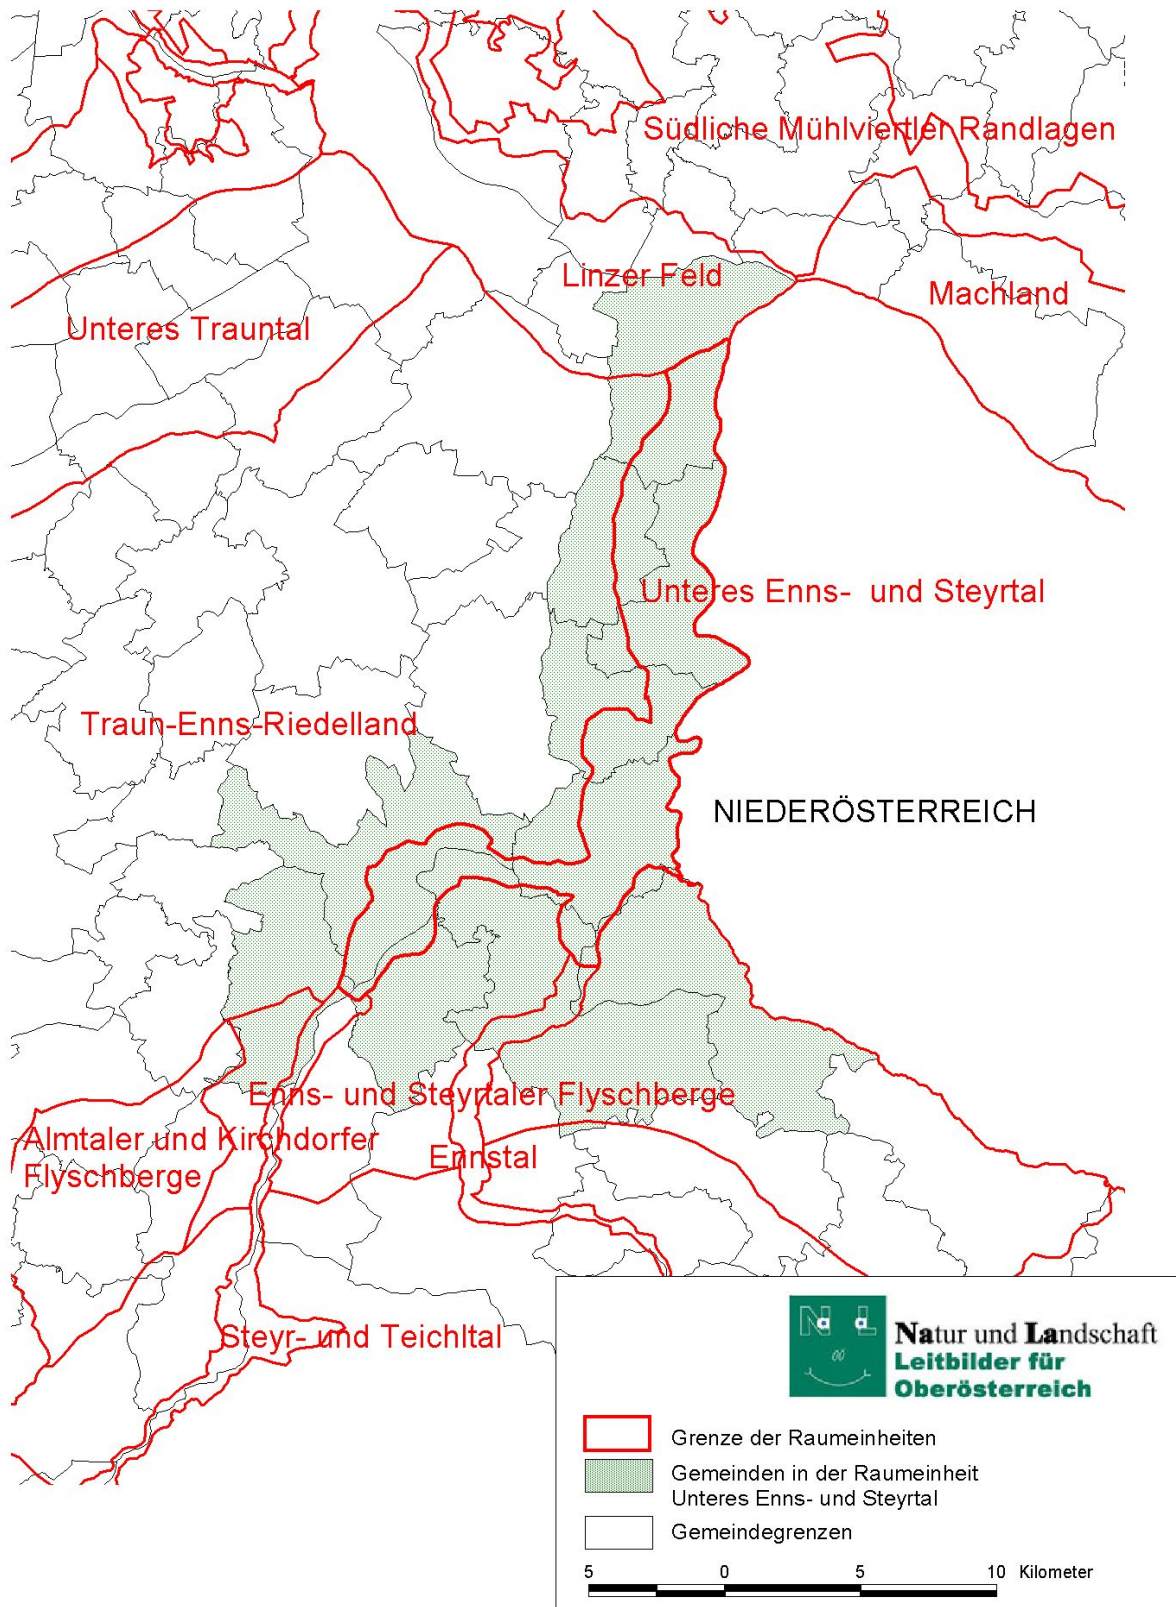 Südliche Mühlviertler Randlagen
Linzer Feld
Machland
Unteres Trauntal
Unteres Enns- und Steyrtal
Traun-Enns-Riedelland
NIEDERÖSTERREICH
Enns- und Steyrtaler Flyschberge
Almtaler und Kirchdorfer
Flyschberge
Ennstal
Steyr- und Teichltal
Na La
Natur und Landschaft
Leitbilder für
Oberösterreich
Grenze der Raumeinheiten
Gemeinden in der Raumeinheit
Unteres Enns- und Steyrtal
Gemeindegrenzen
5 0 5 10 Kilometer